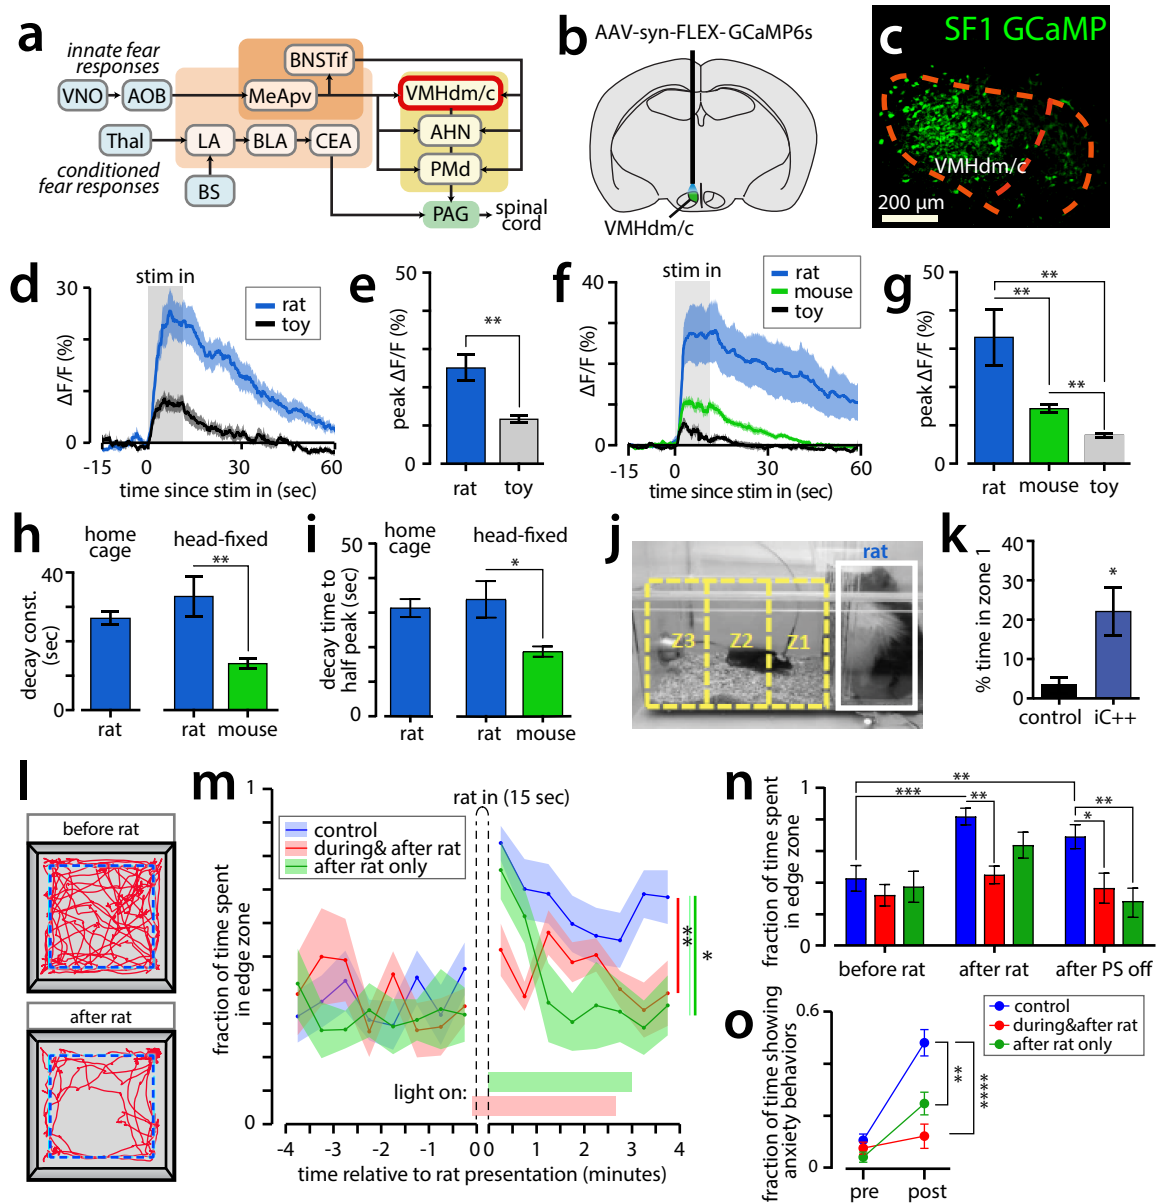 a
innate fear
responses
VNO
AOB
BNSTif
MeApv
VMHdm/c
Thal
LA
BLA
CEA
AHN
conditioned
fear responses
BS
PMd
PAG
spinal
cord
b
AAV-syn-FLEX-GCaMP6s
VMHdm/c
c
SF1 GCaMP
VMHdm/c
200 µm
d
stim in
rat
toy
30
0
ΔF/F (%)
-15
0
30
60
time since stim in (sec)
e
50
0
peak ΔF/F (%)
**
rat
toy
f
stim in
rat
mouse
toy
40
20
0
ΔF/F (%)
-15
0
30
60
time since stim in (sec)
g
50
0
peak ΔF/F (%)
**
**
**
rat
mouse
toy
h
home
cage
head-fixed
**
40
20
0
decay const.
(sec)
rat
rat
mouse
i
home
cage
head-fixed
*
50
0
decay time to
half peak (sec)
rat
rat
mouse
j
rat
Z3
Z2
Z1
k
40
30
20
10
0
% time in zone 1
*
control
iC++
l
before rat
after rat
m
1
0
fraction of time spent
in edge zone
rat in (15 sec)
control
during& after rat
after rat only
**
*
light on:
-4
-3
-2
-1
0
0
1
2
3
4
time relative to rat presentation (minutes)
n
1
0
fraction of time spent
in edge zone
**
***
**
**
*
before rat
after rat
after PS off
o
0.6
0
fraction of time showing
anxiety behaviors
control
during&after rat
after rat only
**
****
pre
post